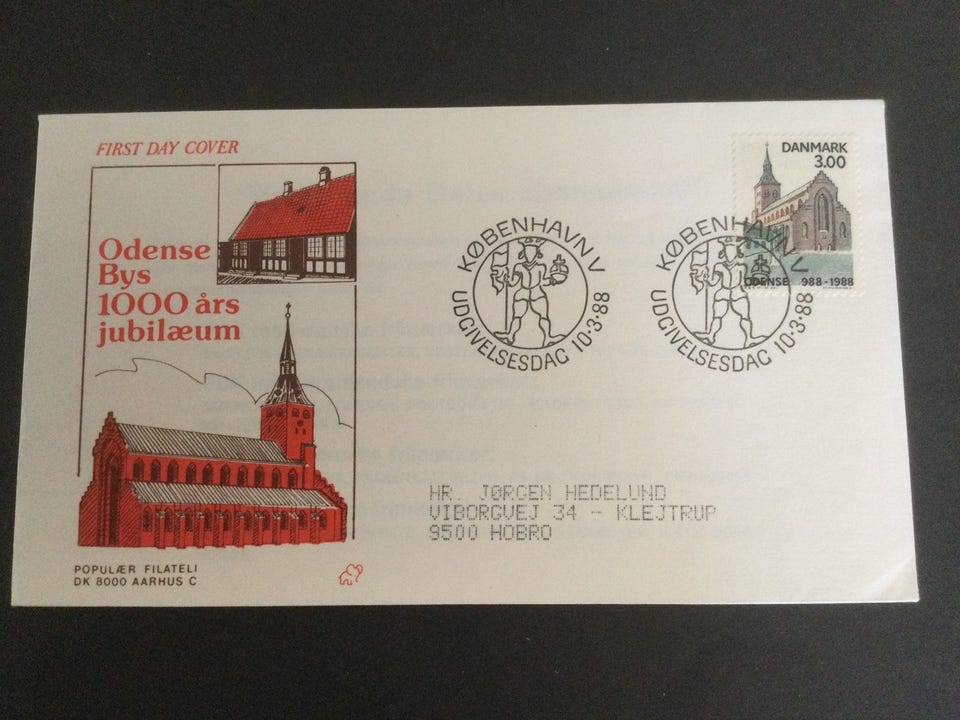 FIRST DAY COVER
Odense
Bys
1000 års
jubilæum
POPULÆR FILATELI
DK 8000 AARHUS C
KØBENHAVN V
UDGIVELSESDAG 10·3·88
KØBENHAVN V
UDGIVELSESDAG 10·3·88
DANMARK
3.00
ODENSE 988-1988
HR. JØRGEN HEDELUND
VIBORGVEJ 34 - KLEJTRUP
9500 HOBRO